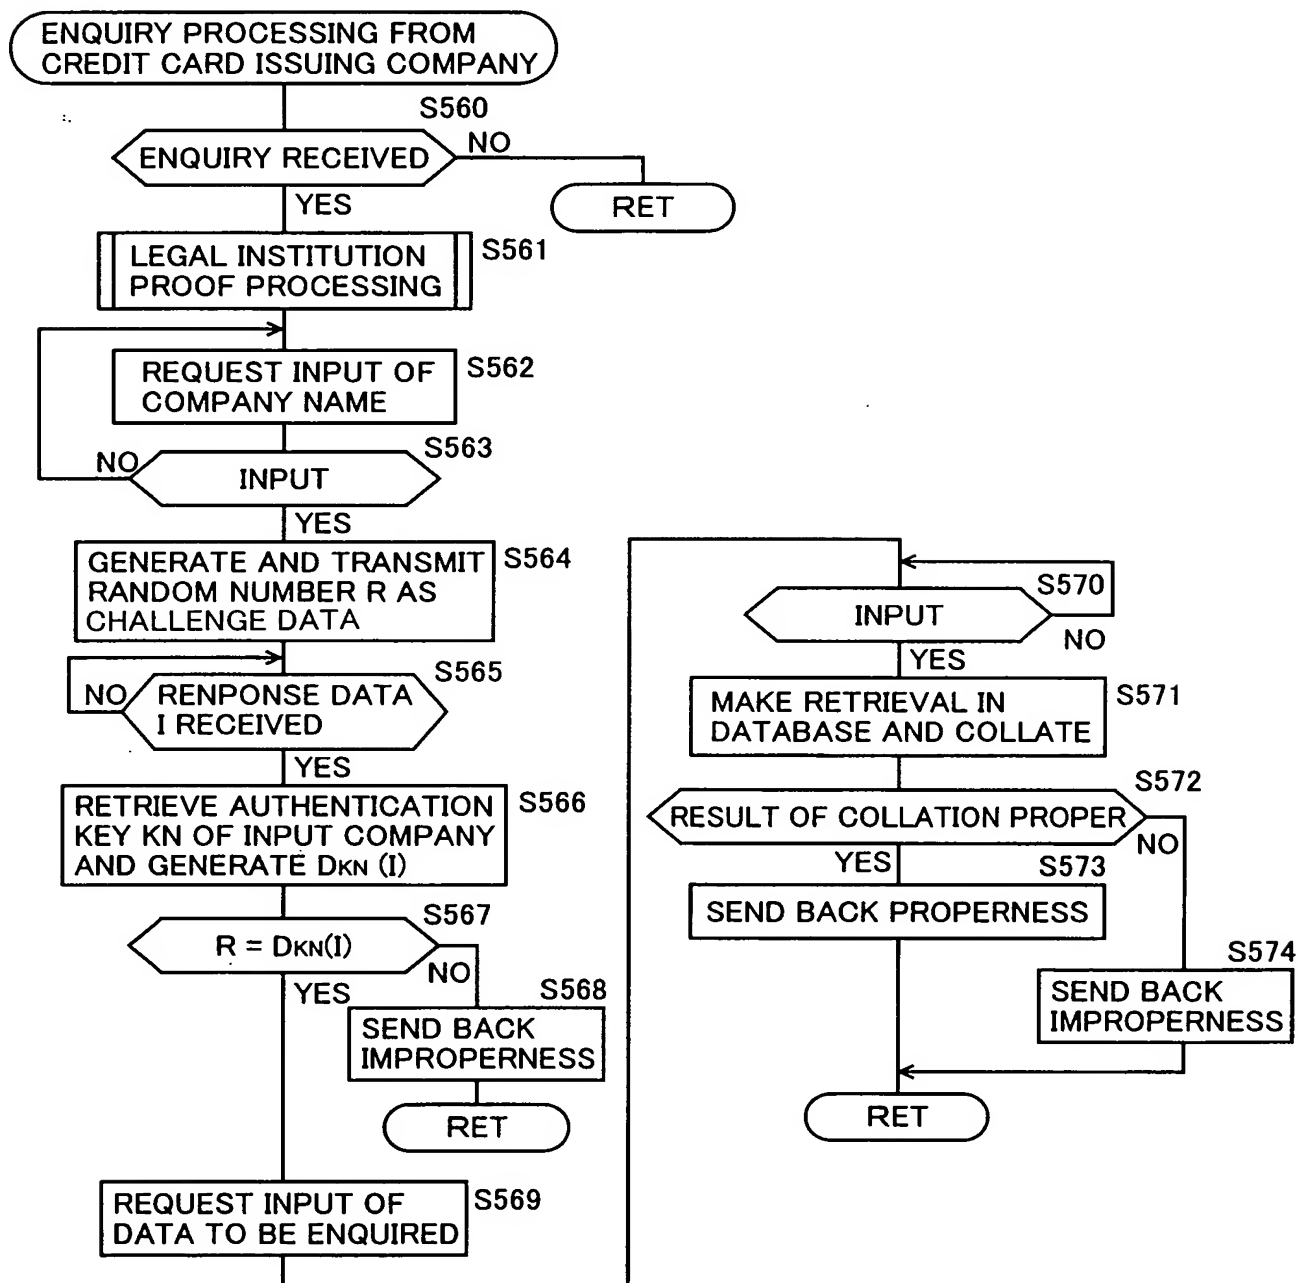 ENQUIRY PROCESSING FROM
CREDIT CARD ISSUING COMPANY
S560
ENQUIRY RECEIVED
NO
RET
YES
LEGAL INSTITUTION
PROOF PROCESSING
S561
REQUEST INPUT OF
COMPANY NAME
S562
S563
NO
INPUT
YES
GENERATE AND TRANSMIT
RANDOM NUMBER R AS
CHALLENGE DATA
S564
S565
NO
RENPONSE DATA
I RECEIVED
YES
RETRIEVE AUTHENTICATION
KEY KN OF INPUT COMPANY
AND GENERATE DKN (I)
S566
S567
R = DKN(I)
NO
YES
S568
SEND BACK
IMPROPERNESS
RET
REQUEST INPUT OF
DATA TO BE ENQUIRED
S569
S570
INPUT
NO
YES
MAKE RETRIEVAL IN
DATABASE AND COLLATE
S571
S572
RESULT OF COLLATION PROPER
NO
YES
S573
SEND BACK PROPERNESS
S574
SEND BACK
IMPROPERNESS
RET